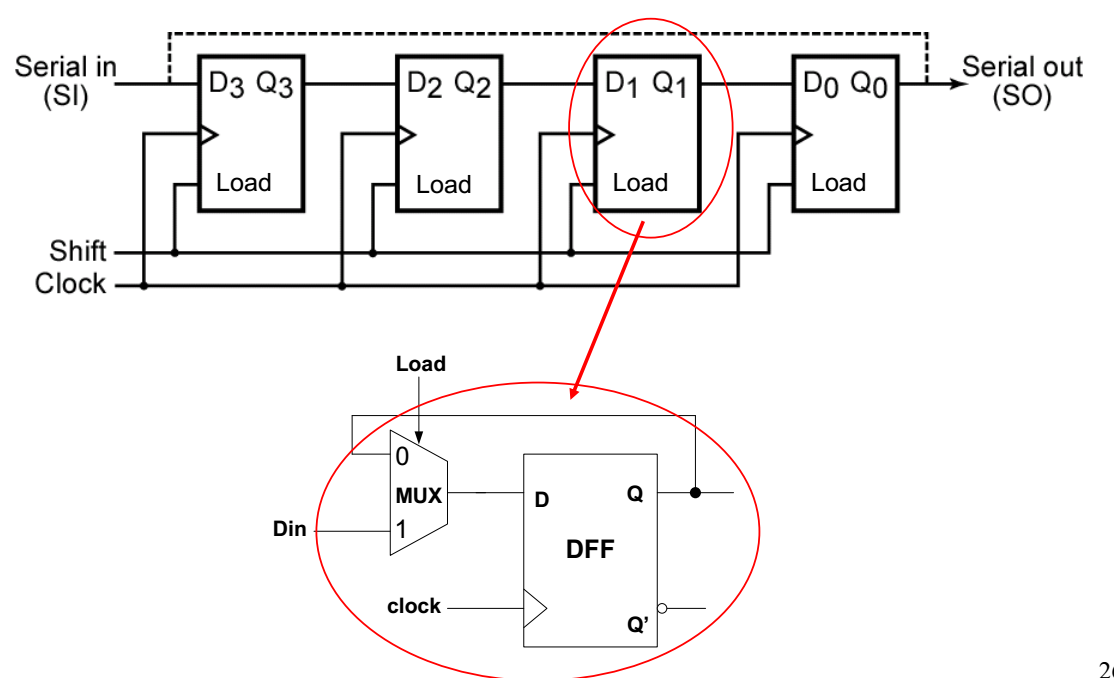 Serial in
(SI)
D3 Q3
Load
D2 Q2
Load
D1 Q1
Load
D0 Q0
Load
Serial out
(SO)
Shift
Clock
Load
0
MUX
1
Din
D
Q
DFF
clock
Q’